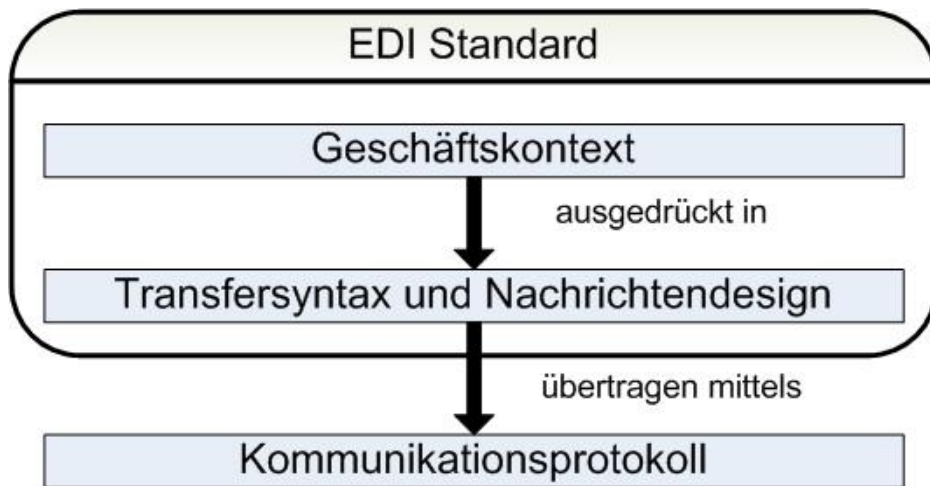 EDI Standard
Geschäftskontext
ausgedrückt in
Transfersyntax und Nachrichtendesign
übertragen mittels
Kommunikationsprotokoll